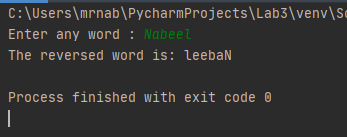 C:\Users\mrnab\PycharmProjects\Lab3\venv\Sc
Enter any word : Nabeel
The reversed word is: leebaN
Process finished with exit code 0